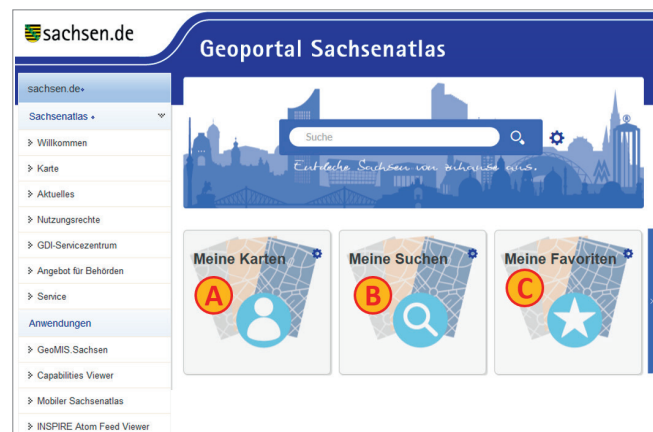 sachsen.de
Geoportal Sachsenatlas
sachsen.de
Sachsenatlas
Willkommen
Karte
Aktuelles
Nutzungsrechte
GDI-Servicezentrum
Angebot für Behörden
Service
Anwendungen
GeoMIS.Sachsen
Capabilities Viewer
Mobiler Sachsenatlas
INSPIRE Atom Feed Viewer
Suche
Entdecke Sachsen von zuhause aus.
Meine Karten
A
Meine Suchen
B
Meine Favoriten
C